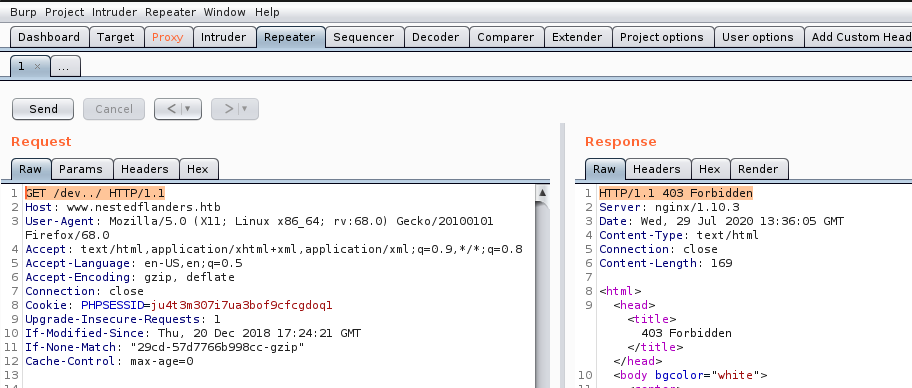 Burp Project Intruder Repeater Window Help
Dashboard Target Proxy Intruder Repeater Sequencer Decoder Comparer Extender Project options User options Add Custom Head
1 × ...
Send Cancel < ▼ > ▼
Request
Raw Params Headers Hex
1 GET /dev../ HTTP/1.1
2 Host: www.nestedflanders.htb
3 User-Agent: Mozilla/5.0 (X11; Linux x86_64; rv:68.0) Gecko/20100101
Firefox/68.0
4 Accept: text/html,application/xhtml+xml,application/xml;q=0.9,*/*;q=0.8
5 Accept-Language: en-US,en;q=0.5
6 Accept-Encoding: gzip, deflate
7 Connection: close
8 Cookie: PHPSESSID=ju4t3m307i7ua3bof9cfcgdoq1
9 Upgrade-Insecure-Requests: 1
10 If-Modified-Since: Thu, 20 Dec 2018 17:24:21 GMT
11 If-None-Match: "29cd-57d7766b998cc-gzip"
12 Cache-Control: max-age=0
13
Response
Raw Headers Hex Render
1 HTTP/1.1 403 Forbidden
2 Server: nginx/1.10.3
3 Date: Wed, 29 Jul 2020 13:36:05 GMT
4 Content-Type: text/html
5 Connection: close
6 Content-Length: 169
7
8 <html>
9 <head>
<title>
403 Forbidden
</title>
</head>
10 <body bgcolor="white">